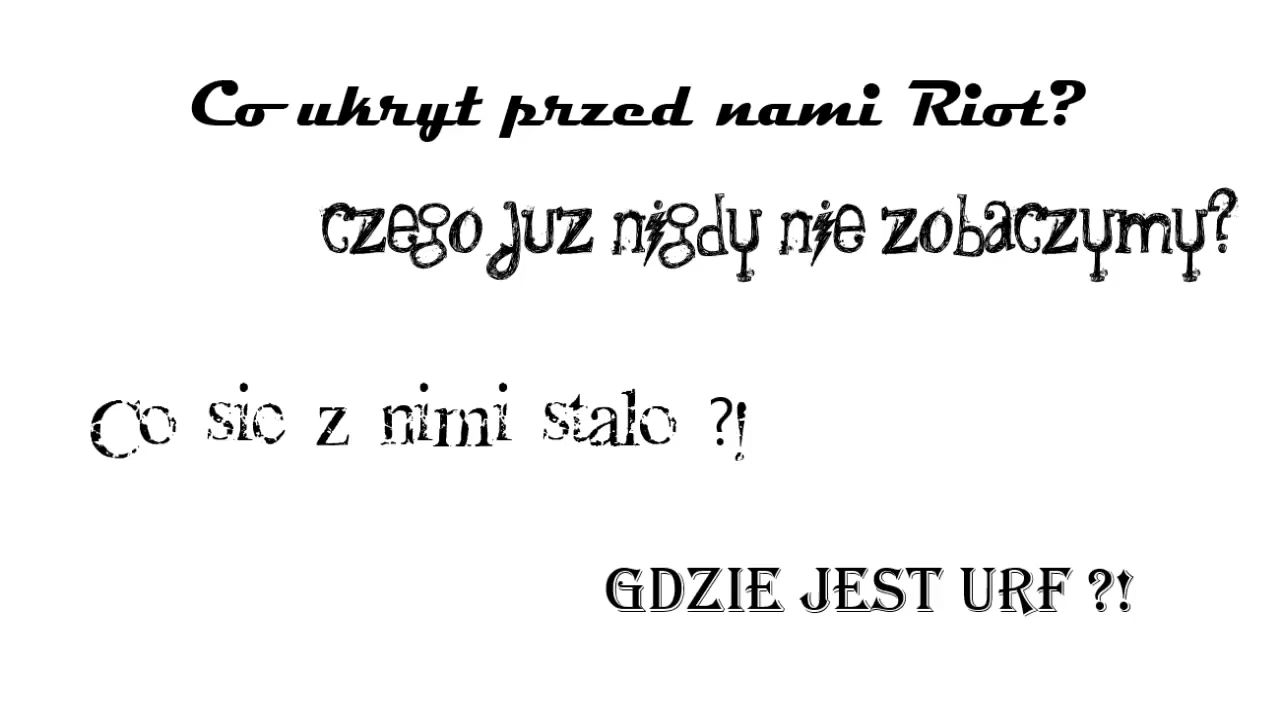 Co ukryt przed nami Riot?
czego juz nigdy nie zobaczymy?
Co sie z nimi stalo ?!
GDZIE JEST URF ?!